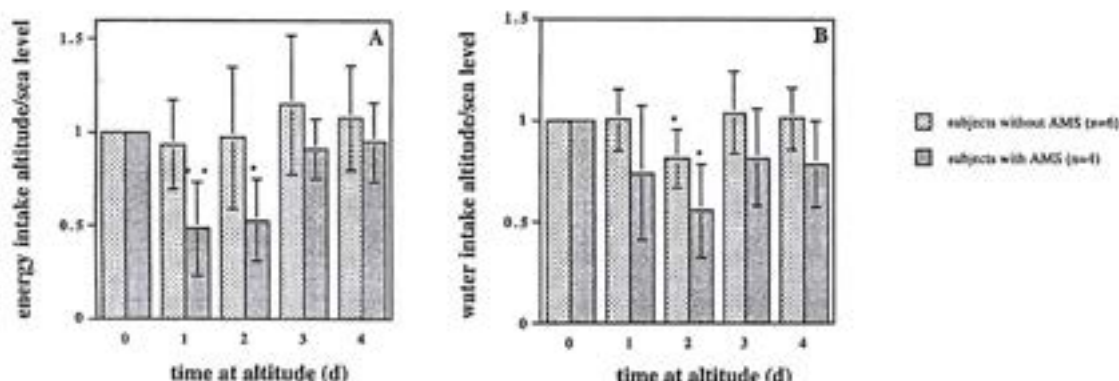 energy intake altitude/sea level
1.5
1
0.5
0
A
* *
*
0 1 2 3 4
time at altitude (d)
water intake altitude/sea level
1.5
1
0.5
0
B
*
*
0 1 2 3 4
time at altitude (d)
subjects without AMS (n=6)
subjects with AMS (n=4)